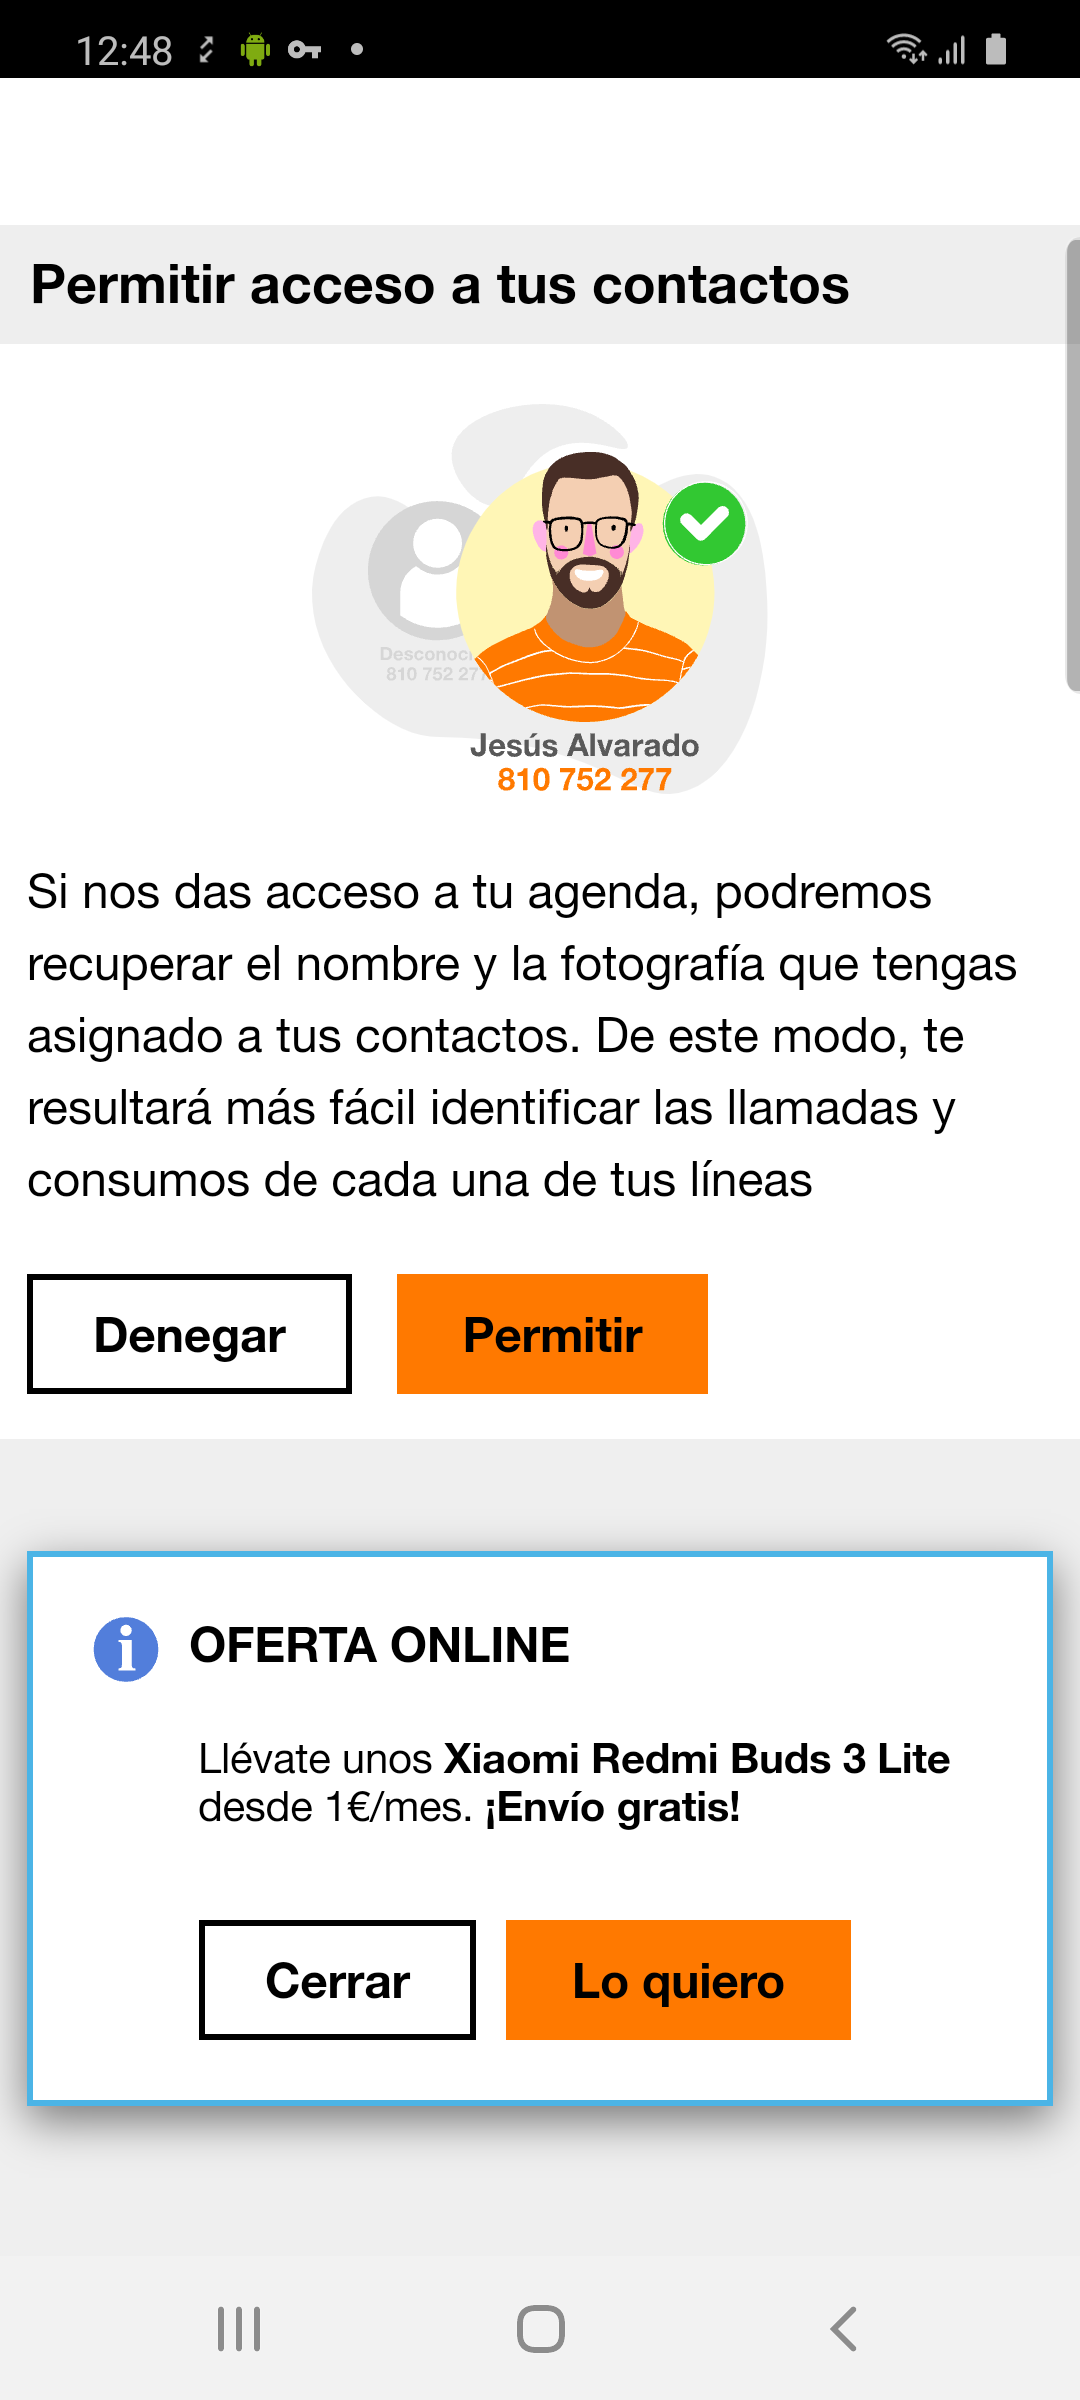 12:48
Permitir acceso a tus contactos
810 752 27
Jesús Alvarado
810 752 277
Si nos das acceso a tu agenda, podremos
recuperar el nombre y la fotografía que tengas
asignado a tus contactos. De este modo, te
resultará más fácil identificar las llamadas y
consumos de cada una de tus líneas
Denegar Permitir
OFERTA ONLINE
Llévate unos Xiaomi Redmi Buds 3 Lite
desde 1€/mes. ¡Envío gratis!
Cerrar Lo quiero